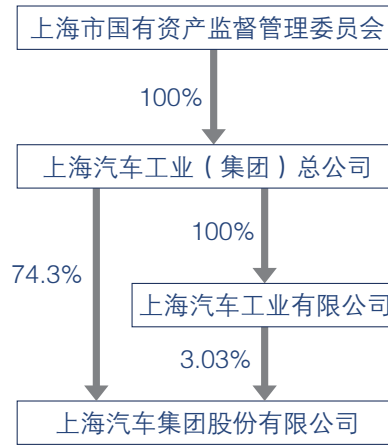 上海市国有资产监督管理委员会
100%
上海汽车工业（集团）总公司
100%
74.3%
上海汽车工业有限公司
3.03%
上海汽车集团股份有限公司